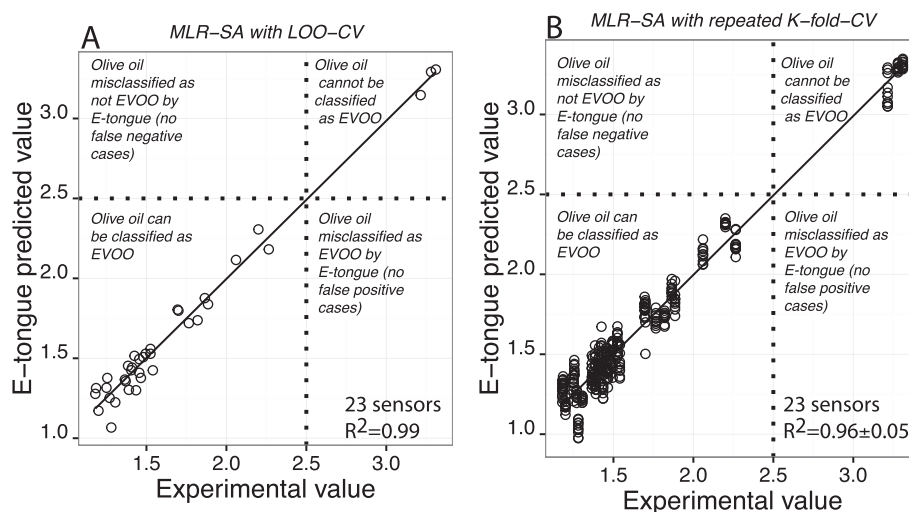 A
MLR−SA with LOO−CV
E−tongue predicted value
3.0
2.5
2.0
1.5
1.0
Olive oil
misclassified as
not EVOO by
E-tongue (no
false negative
cases)
Olive oil
cannot be
classified
as EVOO
Olive oil can
be classified as
EVOO
Olive oil
misclassified as
EVOO by
E-tongue (no
false positive
cases)
23 sensors
R²=0.99
1.5 2.0 2.5 3.0
Experimental value
B
MLR−SA with repeated K−fold−CV
E−tongue predicted value
3.0
2.5
2.0
1.5
1.0
Olive oil
misclassified as
not EVOO by
E-tongue (no
false negative
cases)
Olive oil
cannot be
classified
as EVOO
Olive oil can
be classified as
EVOO
Olive oil
misclassified as
EVOO by
E-tongue (no
false positive
cases)
23 sensors
R²=0.96±0.05
1.5 2.0 2.5 3.0
Experimental value